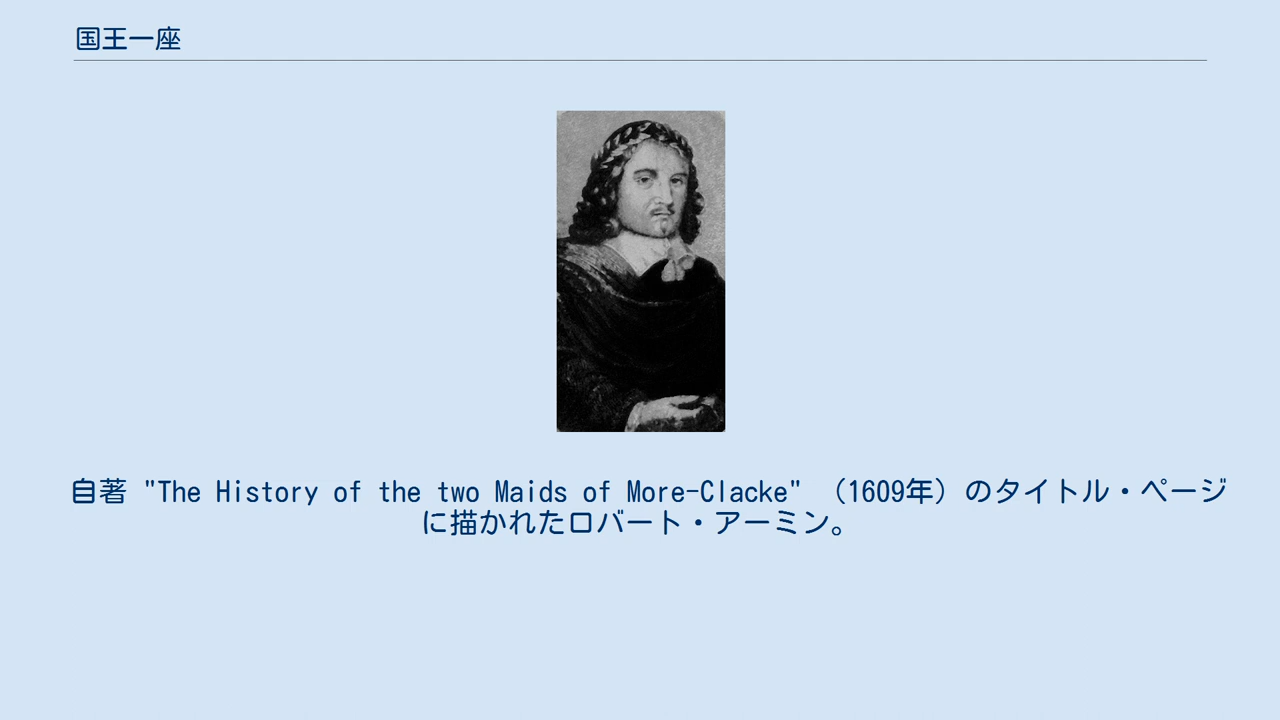 国王一座
自著 "The History of the two Maids of More-Clacke" （1609年）のタイトル・ページ
に描かれたロバート・アーミン。